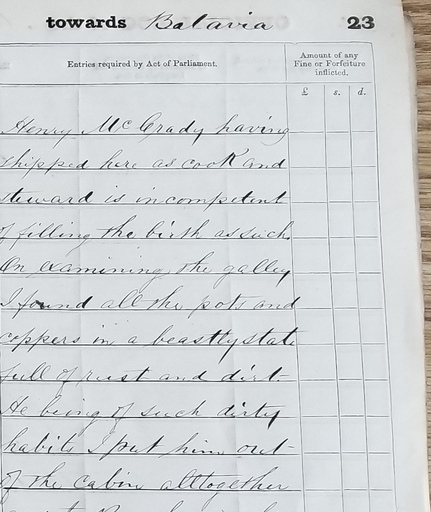 towards Batavia 23
Entries required by Act of Parliament.
Amount of any
Fine or Forfeiture
inflicted.
£ s. d.
Henry McCrady having
shipped here as cook and
steward is incompetent
of filling the birth as such
On examining the galley
I found all the pots and
coppers in a beastly state
full of rust and dirt
He being of such dirty
habits I put him out
of the cabin alltogether